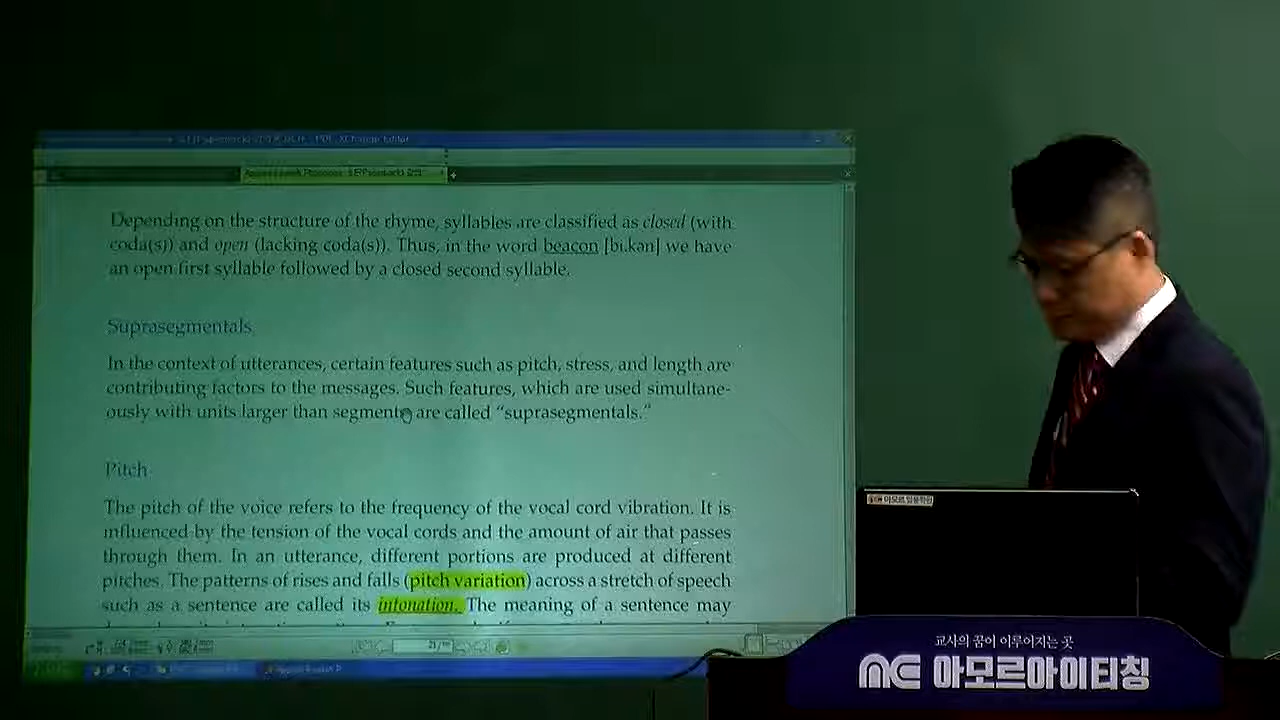 Depending on the structure of the rhyme, syllables are classified as closed (with
coda(s)) and open (lacking coda(s)). Thus, in the word beacon [bi.kən] we have
an open first syllable followed by a closed second syllable.
Suprasegmentals
In the context of utterances, certain features such as pitch, stress, and length are
contributing factors to the messages. Such features, which are used simultane-
ously with units larger than segments are called “suprasegmentals.”
Pitch
The pitch of the voice refers to the frequency of the vocal cord vibration. It is
influenced by the tension of the vocal cords and the amount of air that passes
through them. In an utterance, different portions are produced at different
pitches. The patterns of rises and falls (pitch variation) across a stretch of speech
such as a sentence are called its intonation. The meaning of a sentence may
교사의 꿈이 이루어지는 곳
아모르아이티칭